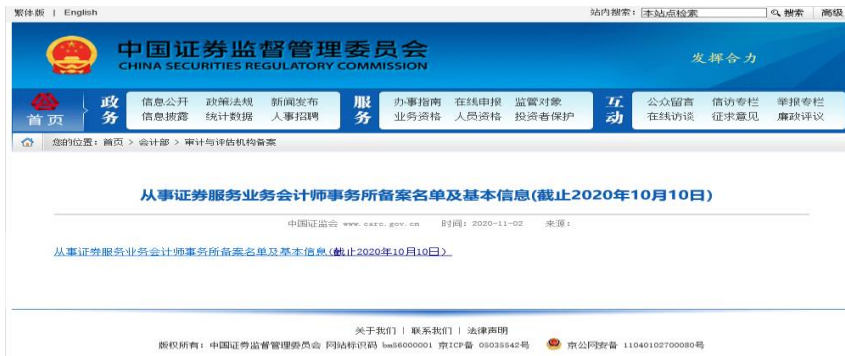 繁体版 | English 站内搜索： 本站点检索 搜索 高级
中国证券监督管理委员会
CHINA SECURITIES REGULATORY COMMISSION
发挥合力
首页 政务 信息公开 政策法规 新闻发布 服务 办事指南 在线申报 监管对象 互动 公众留言 信访专栏 举报专栏
信息披露 统计数据 人事招聘 业务资格 人员资格 投资者保护 在线访谈 征求意见 廉政评议
您的位置：首页 > 会计部 > 审计与评估机构备案
从事证券服务业务会计师事务所备案名单及基本信息(截止2020年10月10日)
中国证监会 www.csrc.gov.cn 时间：2020-11-02 来源：
从事证券服务业务会计师事务所备案名单及基本信息(截止2020年10月10日）
关于我们 | 联系我们 | 法律声明
版权所有：中国证券监督管理委员会 网站标识码 bm56000001 京ICP备 05035542号 京公网安备 11040102700080号